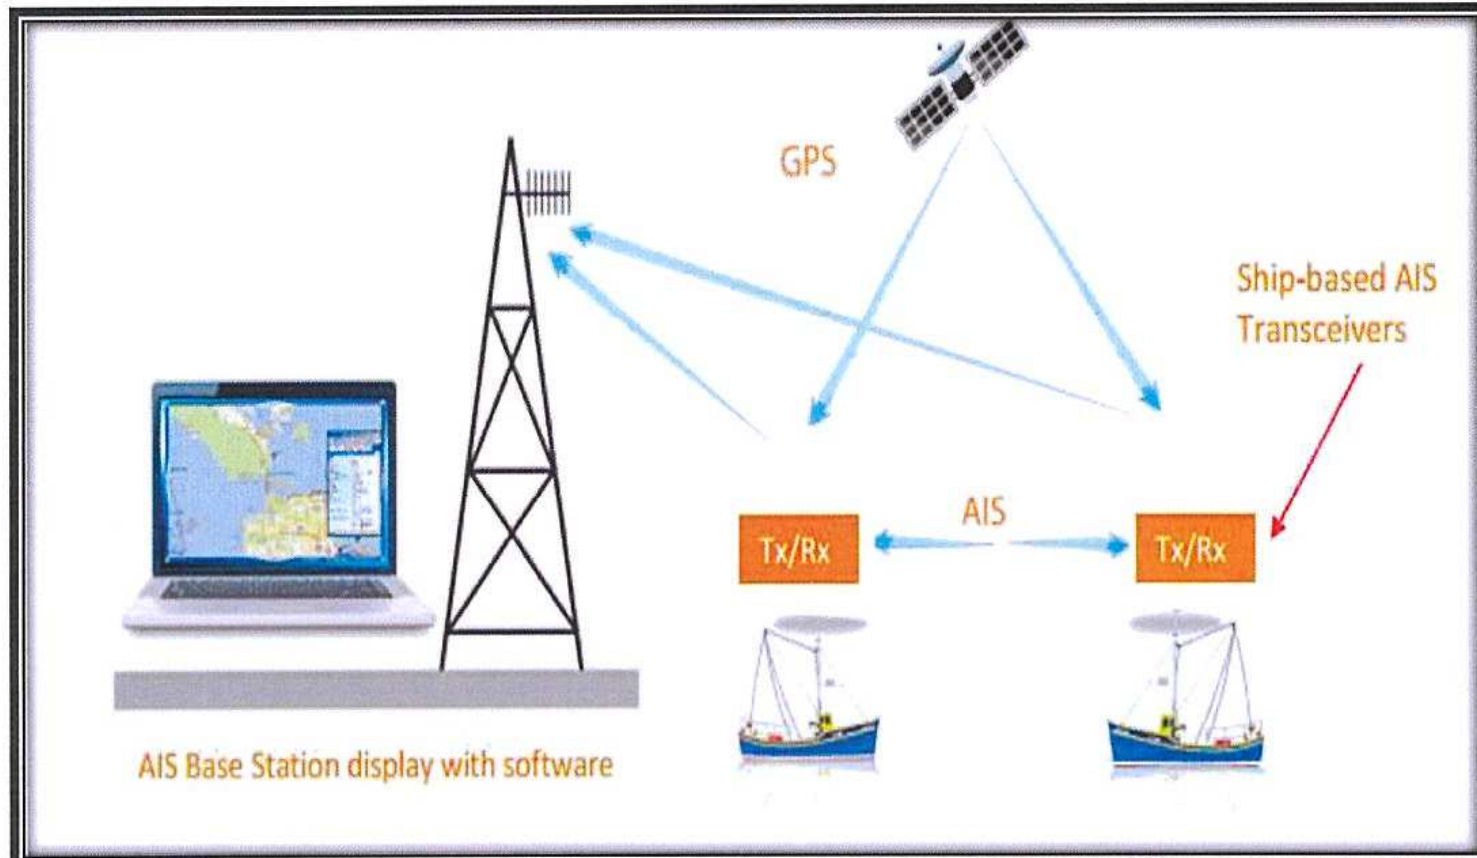 GPS
Ship-based AIS
Transceivers
AIS
Tx/Rx
Tx/Rx
AIS Base Station display with software